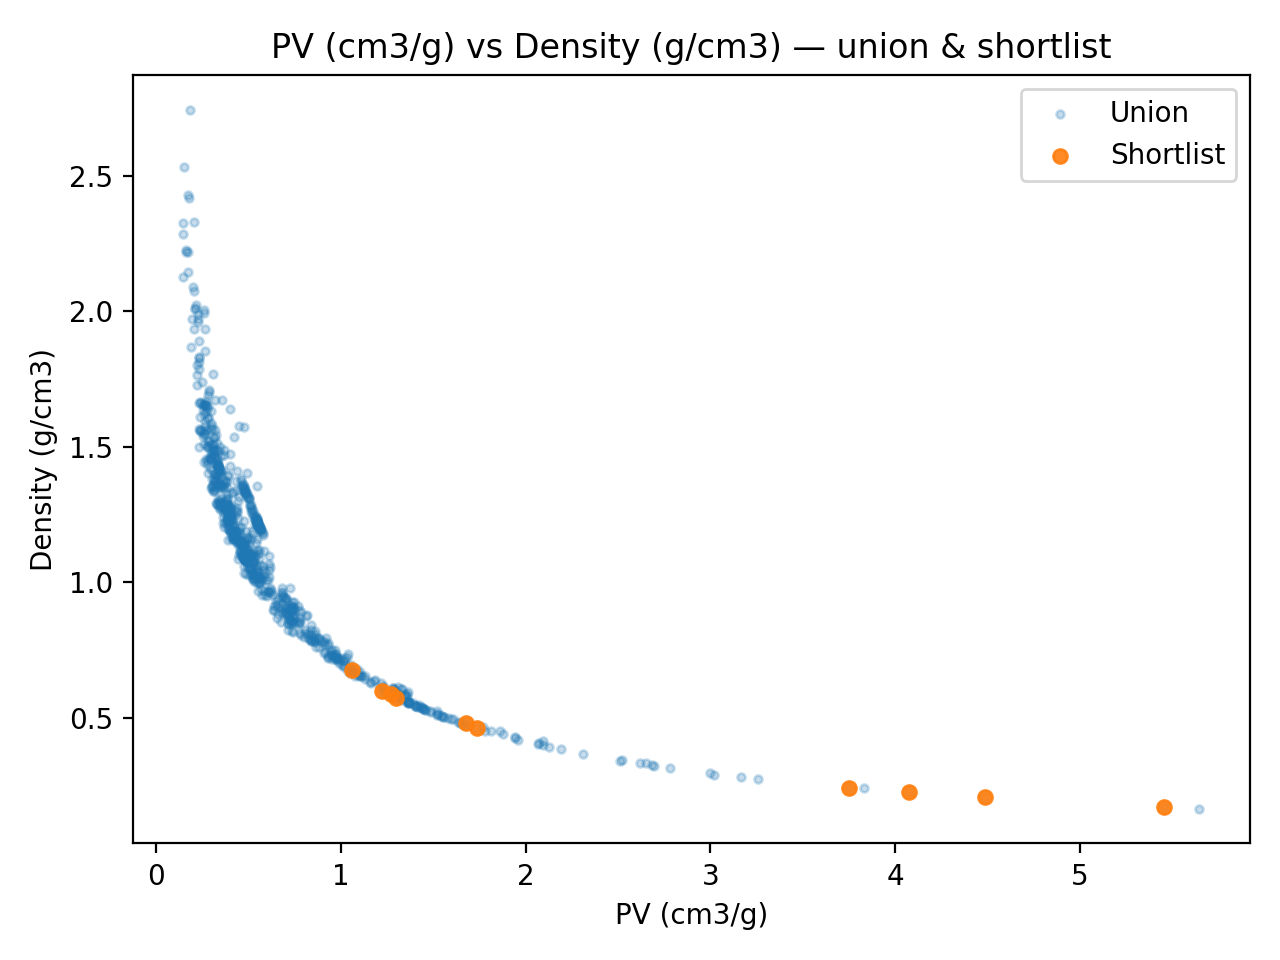 PV (cm3/g) vs Density (g/cm3) — union & shortlist
Union
Shortlist
Density (g/cm3)
2.5
2.0
1.5
1.0
0.5
0 1 2 3 4 5
PV (cm3/g)